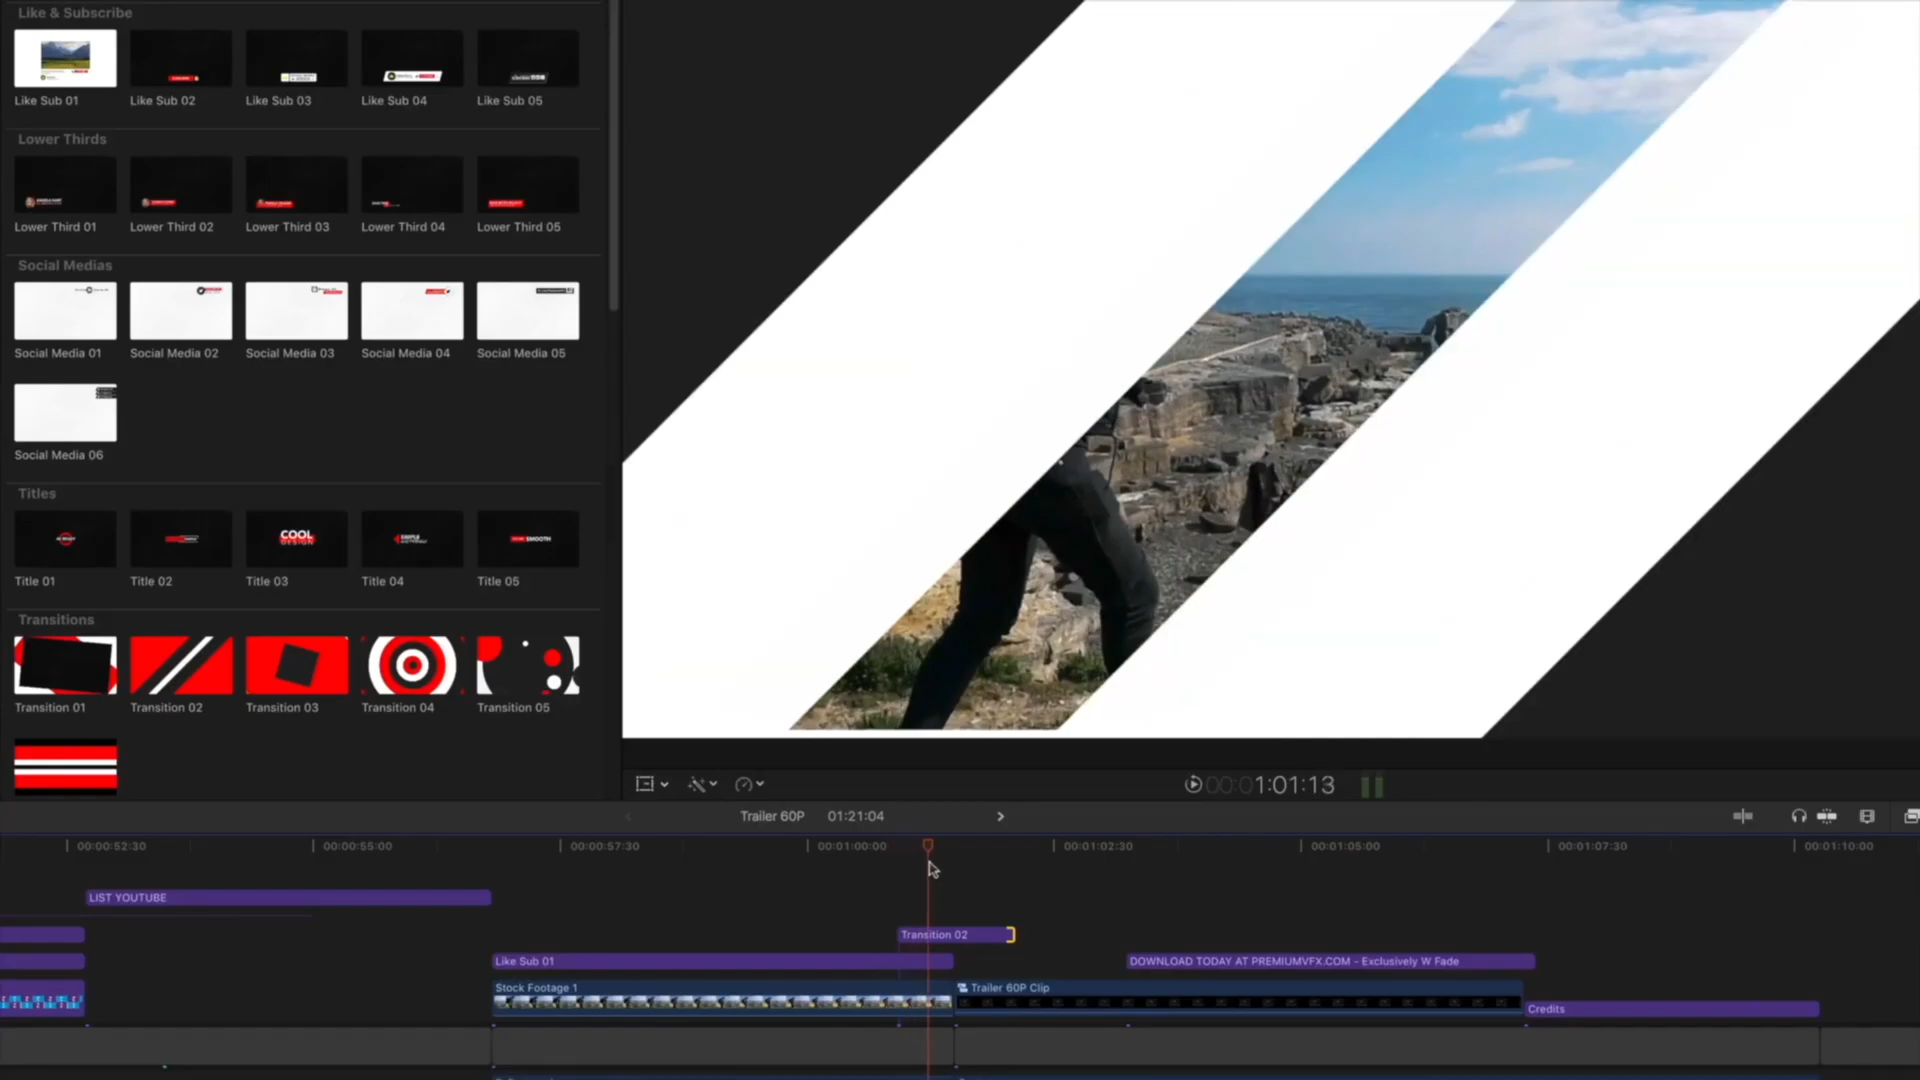 Like & Subscribe
Like Sub 01
Like Sub 02
Like Sub 03
Like Sub 04
Like Sub 05
Lower Thirds
Lower Third 01
Lower Third 02
Lower Third 03
Lower Third 04
Lower Third 05
Social Medias
Social Media 01
Social Media 02
Social Media 03
Social Media 04
Social Media 05
Social Media 06
Titles
COOL
DESIGN
SIMPLE
SMOOTH
Title 01
Title 02
Title 03
Title 04
Title 05
Transitions
Transition 01
Transition 02
Transition 03
Transition 04
Transition 05
00:00 1:01:13
Trailer 60P 01:21:04
00:00:52:30
00:00:55:00
00:00:57:30
00:01:00:00
00:01:02:30
00:01:05:00
00:01:07:30
00:01:10:00
LIST YOUTUBE
Transition 02
Like Sub 01
DOWNLOAD TODAY AT PREMIUMVFX.COM - Exclusively W Fade
Stock Footage 1
Trailer 60P Clip
Credits